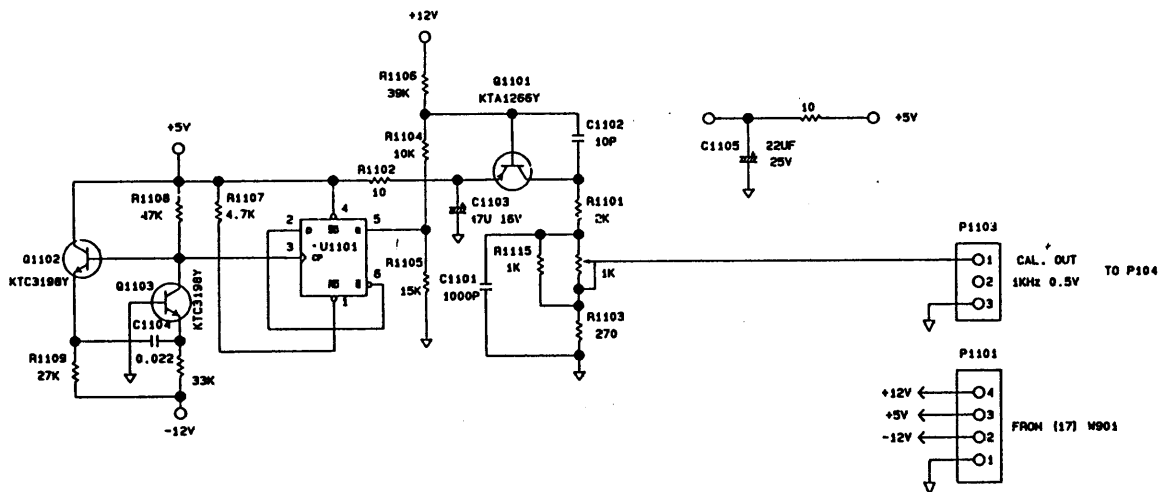 +12V
R1106
39K
Q1101
KTA1266Y
C1102
10P
10
+5V
C1105
22UF
25V
+5V
R1104
10K
R1102
10
R1108
47K
R1107
4.7K
C1103
47U 16V
R1101
2K
2
4
5
3
U1101
CP
6
1
Q1102
KTC3198Y
Q1103
KTC3198Y
C1104
0.022
R1105
15K
C1101
1000P
R1115
1K
1K
R1103
270
R1109
27K
33K
-12V
P1103
1
2
3
CAL. OUT
1KHz 0.5V
TO P104
P1101
+12V
4
+5V
3
-12V
2
1
FROM (17) W901